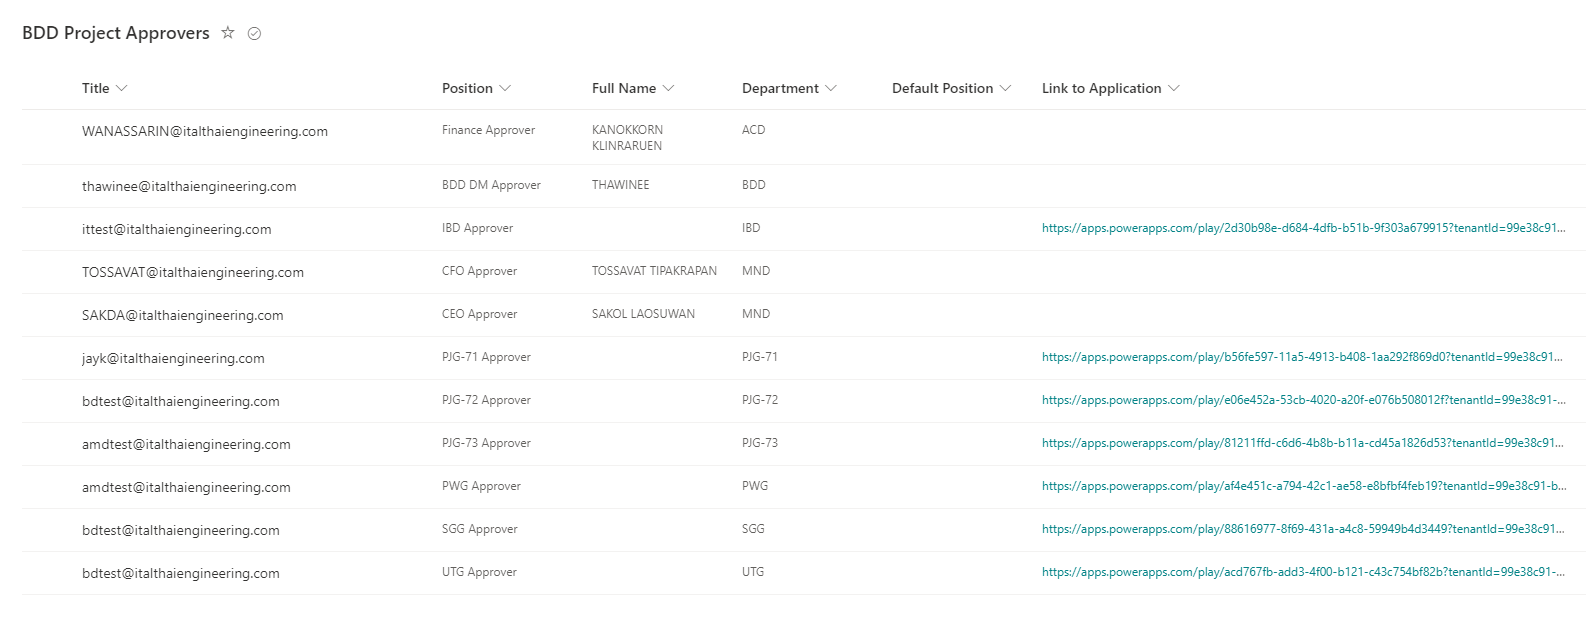 BDD Project Approvers
Title Position Full Name Department Default Position Link to Application
WANASSARIN@italthaiengineering.com Finance Approver KANOKKORN ACD
KLINRARUEN
thawinee@italthaiengineering.com BDD DM Approver THAWINEE BDD
ittest@italthaiengineering.com IBD Approver IBD https://apps.powerapps.com/play/2d30b98e-d684-4dfb-b51b-9f303a679915?tenantId=99e38c91...
TOSSAVAT@italthaiengineering.com CFO Approver TOSSAVAT TIPAKRAPAN MND
SAKDA@italthaiengineering.com CEO Approver SAKOL LAOSUWAN MND
jayk@italthaiengineering.com PJG-71 Approver PJG-71 https://apps.powerapps.com/play/b56fe597-11a5-4913-b408-1aa292f869d0?tenantId=99e38c91...
bdtest@italthaiengineering.com PJG-72 Approver PJG-72 https://apps.powerapps.com/play/e06e452a-53cb-4020-a20f-e076b508012f?tenantId=99e38c91-...
amdtest@italthaiengineering.com PJG-73 Approver PJG-73 https://apps.powerapps.com/play/81211ffd-c6d6-4b8b-b11a-cd45a1826d53?tenantId=99e38c91...
amdtest@italthaiengineering.com PWG Approver PWG https://apps.powerapps.com/play/af4e451c-a794-42c1-ae58-e8bfbf4feb19?tenantId=99e38c91-b...
bdtest@italthaiengineering.com SGG Approver SGG https://apps.powerapps.com/play/88616977-8f69-431a-a4c8-59949b4d3449?tenantId=99e38c91...
bdtest@italthaiengineering.com UTG Approver UTG https://apps.powerapps.com/play/acd767fb-add3-4f00-b121-c43c754bf82b?tenantId=99e38c91-...